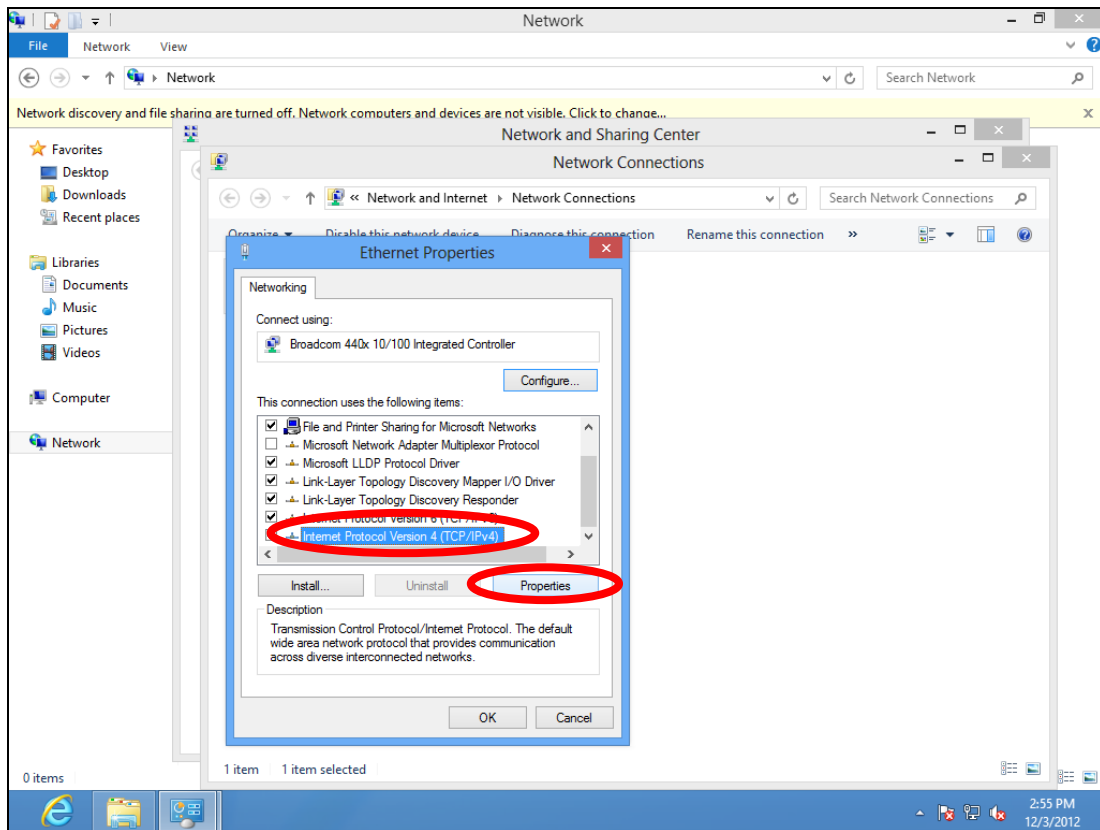 Network
File Network View
Network
Search Network
Network discovery and file sharing are turned off. Network computers and devices are not visible. Click to change...
Favorites
Desktop
Downloads
Recent places
Libraries
Documents
Music
Pictures
Videos
Computer
Network
0 items
Network and Sharing Center
Network Connections
« Network and Internet Network Connections
Search Network Connections
Organize Disable this network device Diagnose this connection Rename this connection »
Ethernet Properties
Networking
Connect using:
Broadcom 440x 10/100 Integrated Controller
Configure...
This connection uses the following items:
File and Printer Sharing for Microsoft Networks
Microsoft Network Adapter Multiplexor Protocol
Microsoft LLDP Protocol Driver
Link-Layer Topology Discovery Mapper I/O Driver
Link-Layer Topology Discovery Responder
Internet Protocol Version 6 (TCP/IPv6)
Internet Protocol Version 4 (TCP/IPv4)
Install... Uninstall Properties
Description
Transmission Control Protocol/Internet Protocol. The default
wide area network protocol that provides communication
across diverse interconnected networks.
OK Cancel
1 item 1 item selected
2:55 PM
12/3/2012